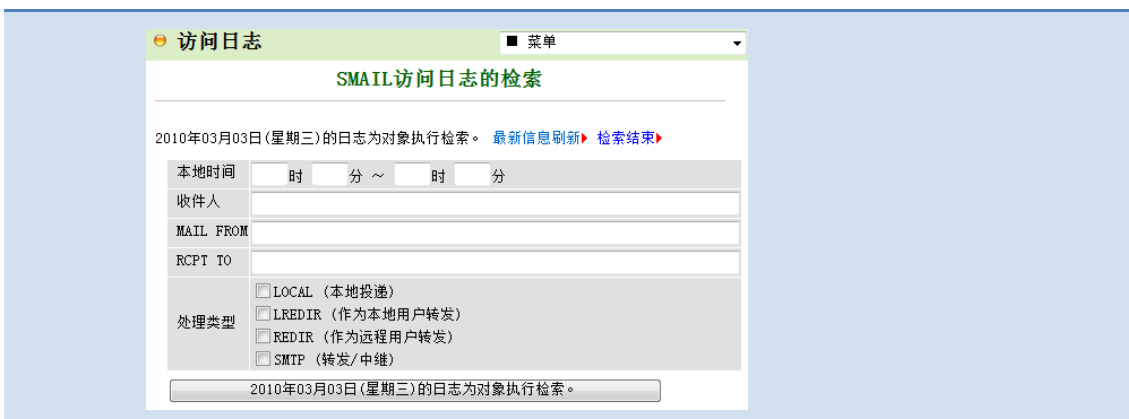 访问日志 ■ 菜单
SMAIL访问日志的检索
2010年03月03日(星期三)的日志为对象执行检索。 最新信息刷新 检索结束
本地时间 时 分 ~ 时 分
收件人
MAIL FROM
RCPT TO
LOCAL (本地投递)
LREDIR (作为本地用户转发)
处理类型
REDIR (作为远程用户转发)
SMTP (转发/中继)
2010年03月03日(星期三)的日志为对象执行检索。